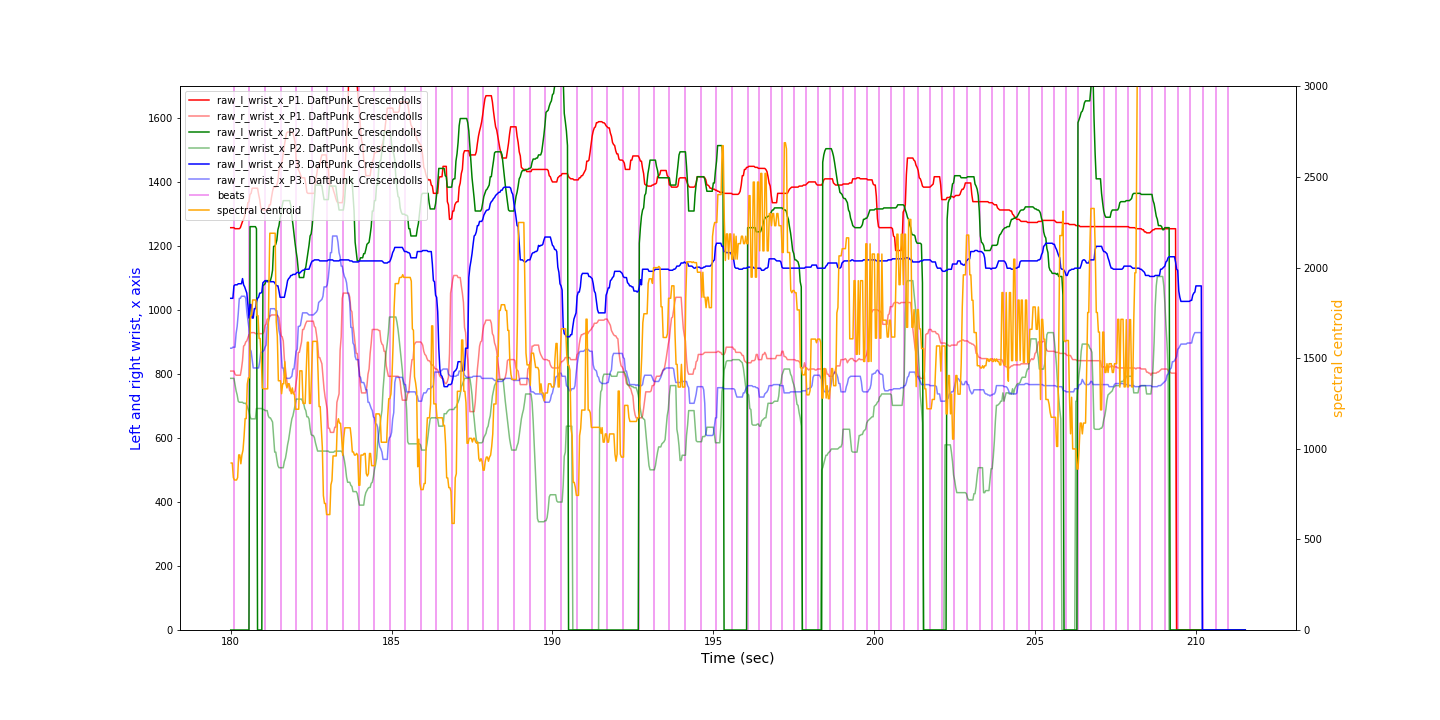 raw_l_wrist_x_P1. DaftPunk_Crescendolls
raw_r_wrist_x_P1. DaftPunk_Crescendolls
raw_l_wrist_x_P2. DaftPunk_Crescendolls
raw_r_wrist_x_P2. DaftPunk_Crescendolls
raw_l_wrist_x_P3. DaftPunk_Crescendolls
raw_r_wrist_x_P3. DaftPunk_Crescendolls
beats
spectral centroid
Left and right wrist, x axis
1600
1400
1200
1000
800
600
400
200
0
180
185
190
195
200
205
210
Time (sec)
3000
2500
2000
1500
1000
500
0
spectral centroid